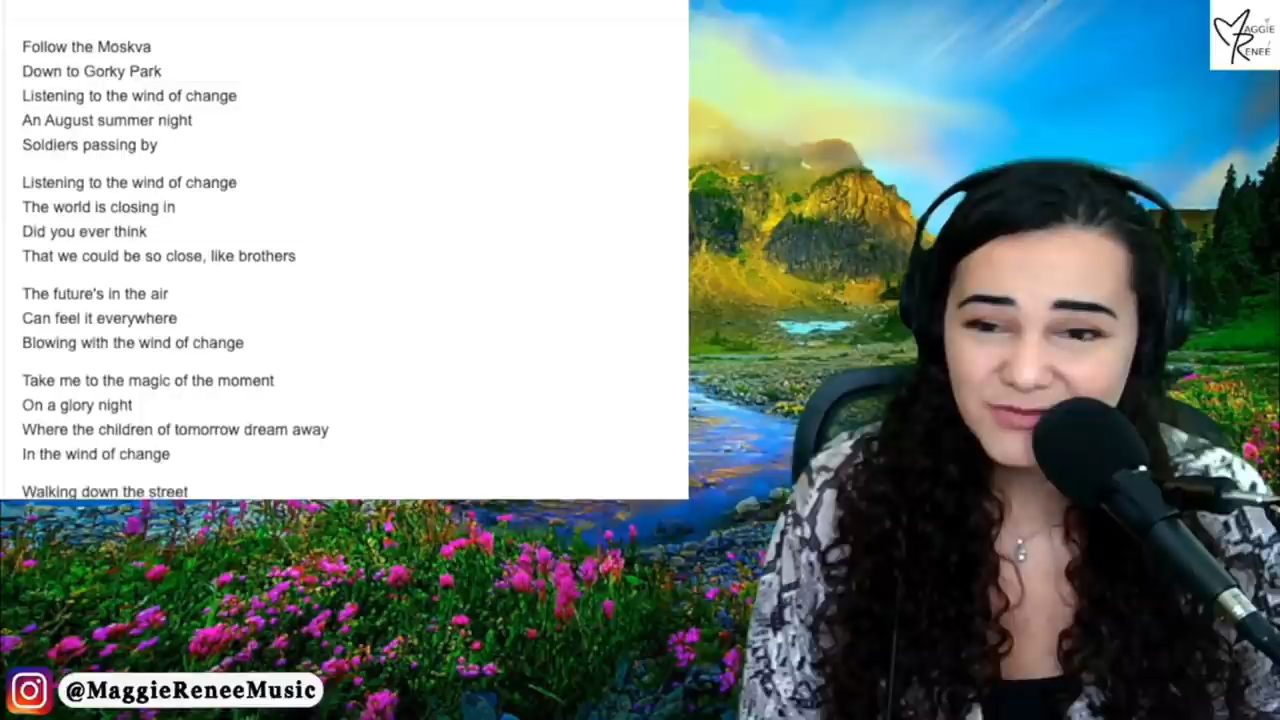 Follow the Moskva
Down to Gorky Park
Listening to the wind of change
An August summer night
Soldiers passing by
Listening to the wind of change
The world is closing in
Did you ever think
That we could be so close, like brothers
The future's in the air
Can feel it everywhere
Blowing with the wind of change
Take me to the magic of the moment
On a glory night
Where the children of tomorrow dream away
In the wind of change
Walking down the street
MAGGIE
RENEE
@MaggieReneeMusic